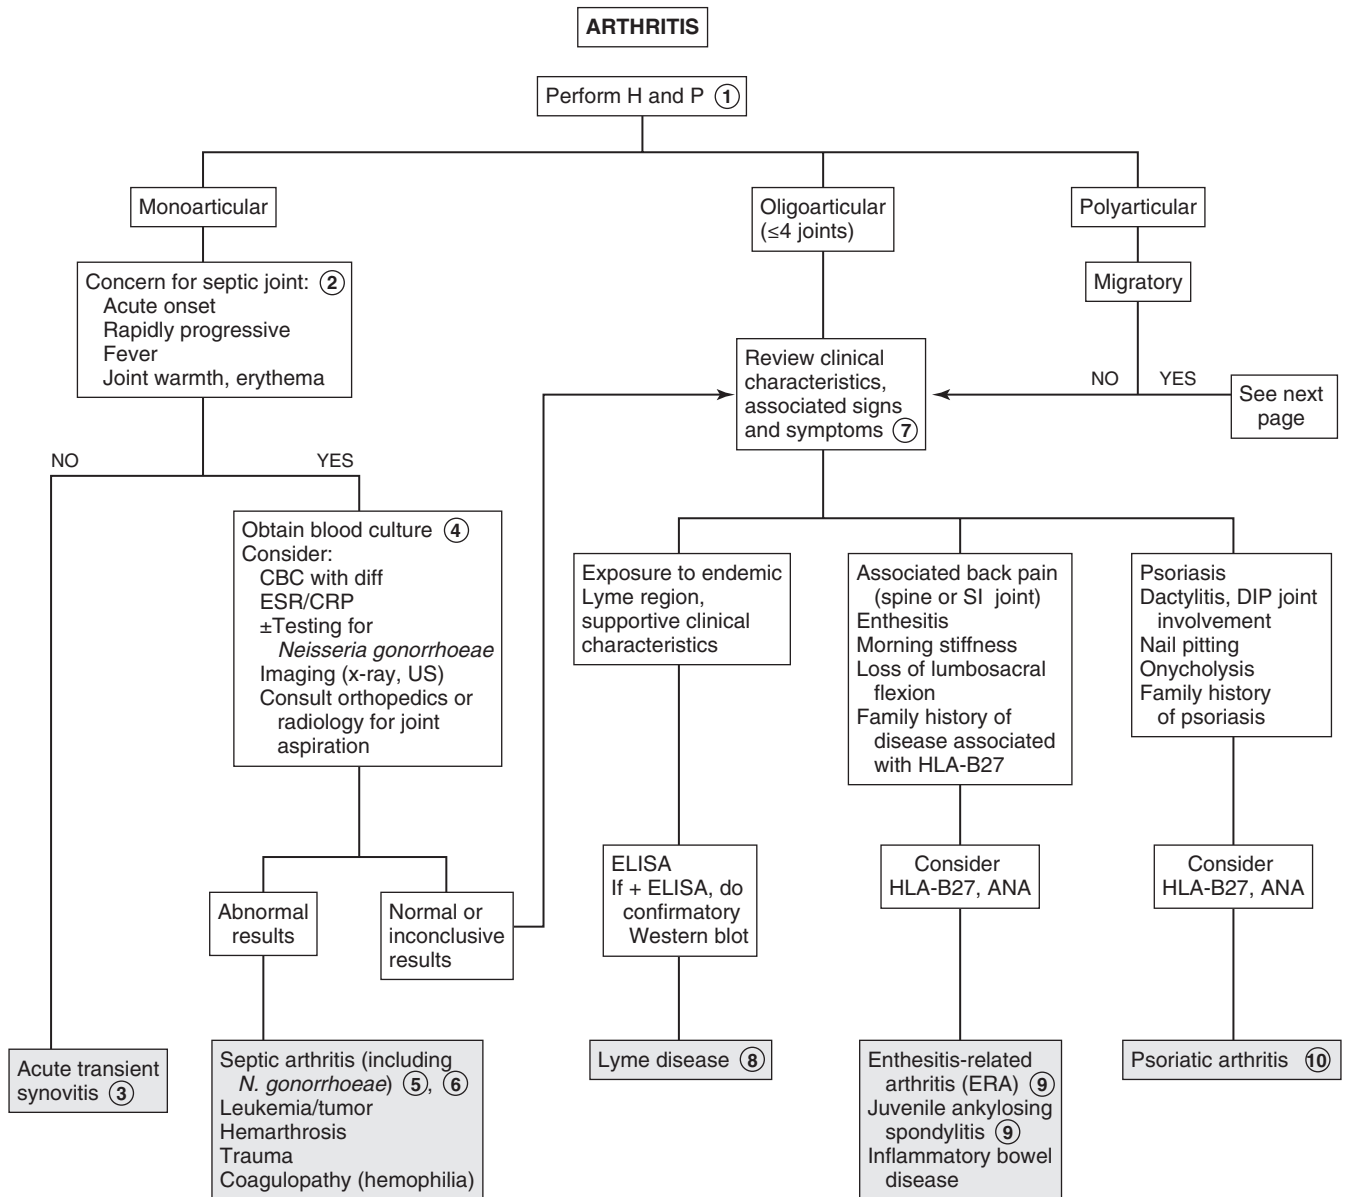 ARTHRITIS
Perform H and P 1
Monoarticular
Oligoarticular
(≤4 joints)
Polyarticular
Concern for septic joint: 2
Acute onset
Rapidly progressive
Fever
Joint warmth, erythema
Migratory
Review clinical
characteristics,
associated signs
and symptoms 7
NO YES
See next
page
NO YES
Obtain blood culture 4
Consider:
CBC with diff
ESR/CRP
±Testing for
Neisseria gonorrhoeae
Imaging (x-ray, US)
Consult orthopedics or
radiology for joint
aspiration
Exposure to endemic
Lyme region,
supportive clinical
characteristics
Associated back pain
(spine or SI joint)
Enthesitis
Morning stiffness
Loss of lumbosacral
flexion
Family history of
disease associated
with HLA-B27
Psoriasis
Dactylitis, DIP joint
involvement
Nail pitting
Onycholysis
Family history
of psoriasis
Abnormal
results
Normal or
inconclusive
results
ELISA
If + ELISA, do
confirmatory
Western blot
Consider
HLA-B27, ANA
Consider
HLA-B27, ANA
Acute transient
synovitis 3
Septic arthritis (including
N. gonorrhoeae) 5, 6
Leukemia/tumor
Hemarthrosis
Trauma
Coagulopathy (hemophilia)
Lyme disease 8
Enthesitis-related
arthritis (ERA) 9
Juvenile ankylosing
spondylitis 9
Inflammatory bowel
disease
Psoriatic arthritis 10